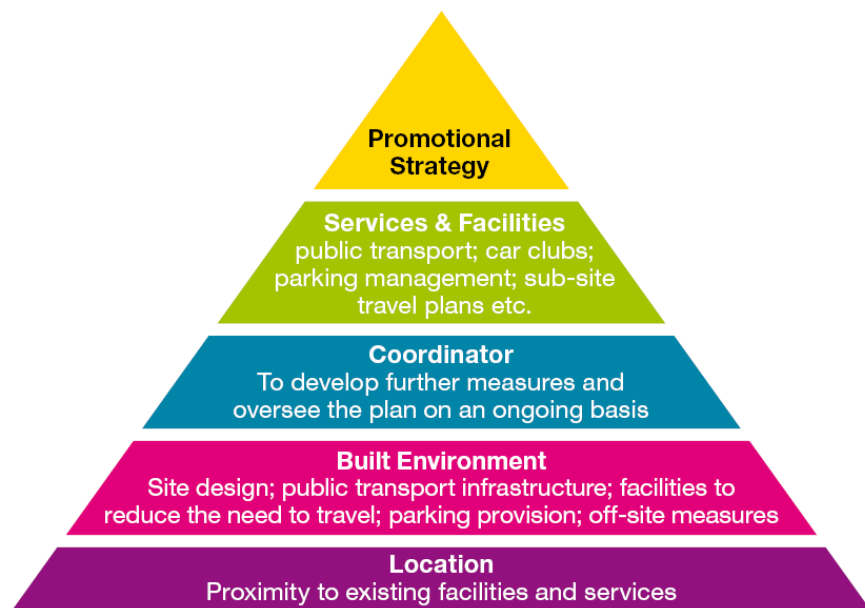 Promotional
Strategy
Services & Facilities
public transport; car clubs;
parking management; sub-site
travel plans etc.
Coordinator
To develop further measures and
oversee the plan on an ongoing basis
Built Environment
Site design; public transport infrastructure; facilities to
reduce the need to travel; parking provision; off-site measures
Location
Proximity to existing facilities and services